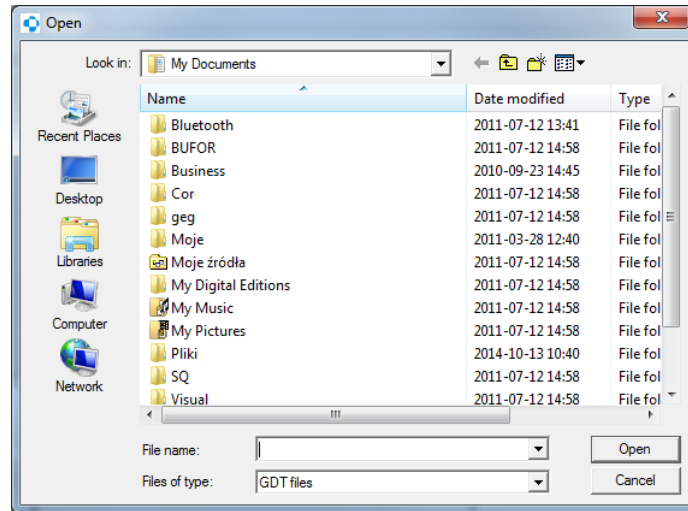 Open
Look in: My Documents
Name Date modified Type
Bluetooth 2011-07-12 13:41 File fol
BUFOR 2011-07-12 14:58 File fol
Business 2010-09-23 14:45 File fol
Cor 2011-07-12 14:58 File fol
geg 2011-07-12 14:58 File fol
Moje 2011-03-28 12:40 File fol
Moje źródła 2011-07-12 14:58 File fol
My Digital Editions 2011-07-12 14:58 File fol
My Music 2011-07-12 14:58 File fol
My Pictures 2011-07-12 14:58 File fol
Pliki 2014-10-13 10:40 File fol
SQ 2011-07-12 14:58 File fol
Visual 2011-07-12 14:58 File fol
Recent Places
Desktop
Libraries
Computer
Network
File name: Open
Files of type: GDT files Cancel